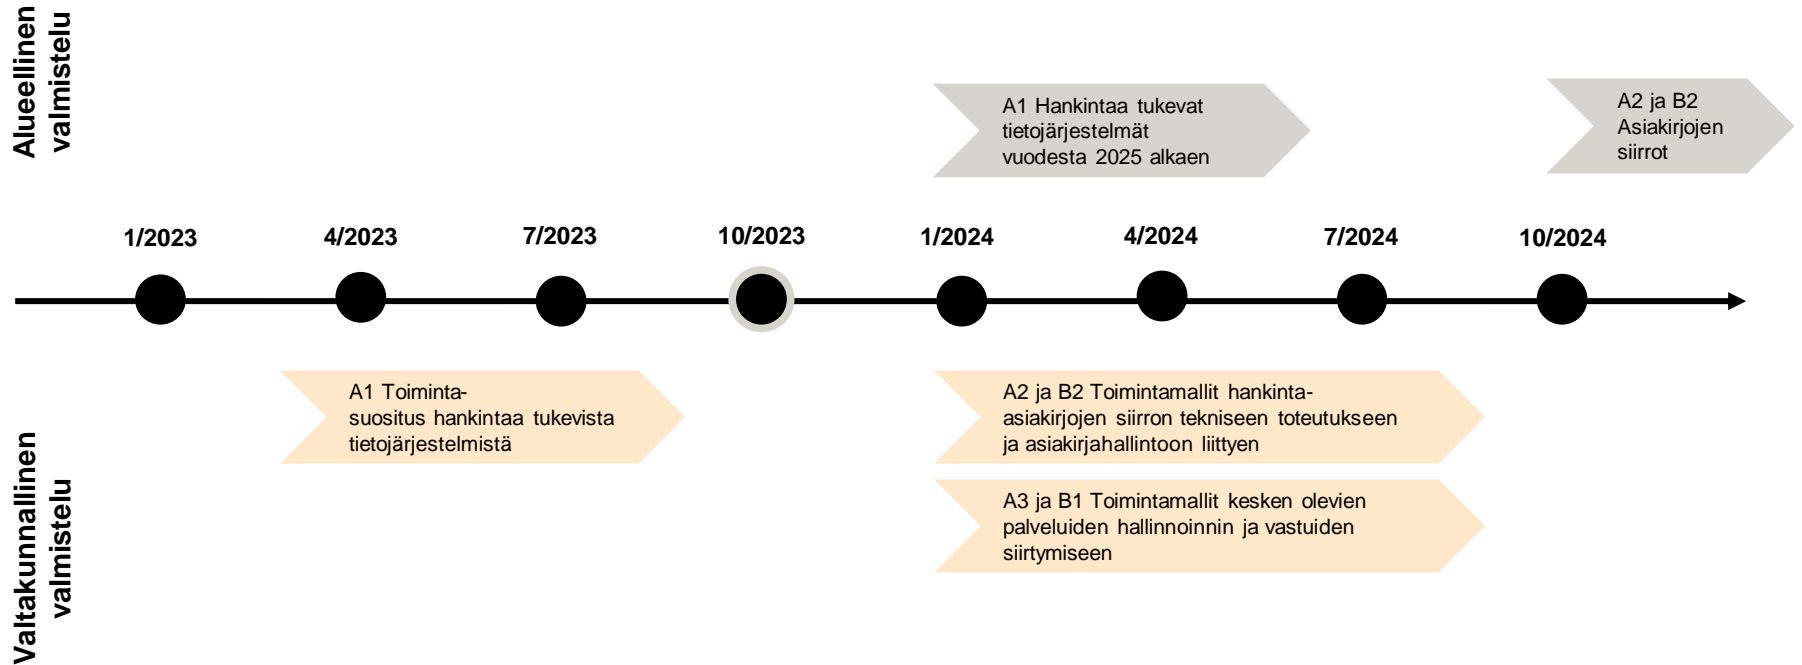 Alueellinen
valmistelu
A1 Hankintaa tukevat
tietojärjestelmät
vuodesta 2025 alkaen
A2 ja B2
Asiakirjojen
siirrot
1/2023
4/2023
7/2023
10/2023
1/2024
4/2024
7/2024
10/2024
Valtakunnallinen
valmistelu
A1 Toiminta-
suositus hankintaa tukevista
tietojärjestelmistä
A2 ja B2 Toimintamallit hankinta-
asiakirjojen siirron tekniseen toteutukseen
ja asiakirjahallintoon liittyen
A3 ja B1 Toimintamallit kesken olevien
palveluiden hallinnoinnin ja vastuiden
siirtymiseen